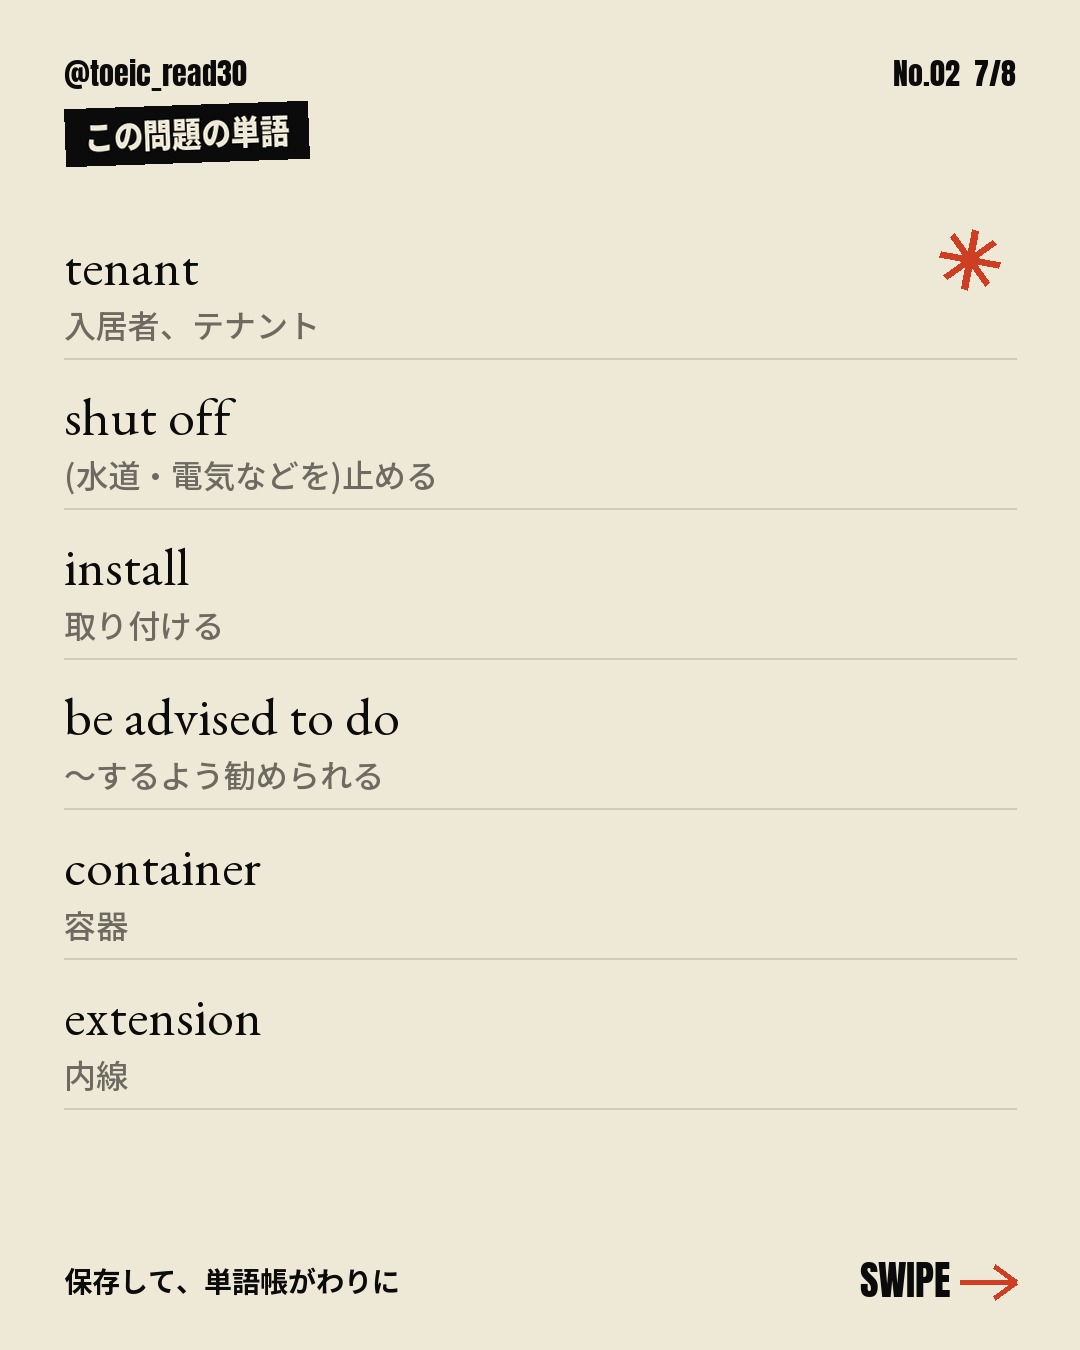 @toeic_read30
No.02 7/8
この問題の単語
tenant
入居者、テナント
shut off
(水道・電気などを)止める
install
取り付ける
be advised to do
〜するよう勧められる
container
容器
extension
内線
保存して、単語帳がわりに
SWIPE